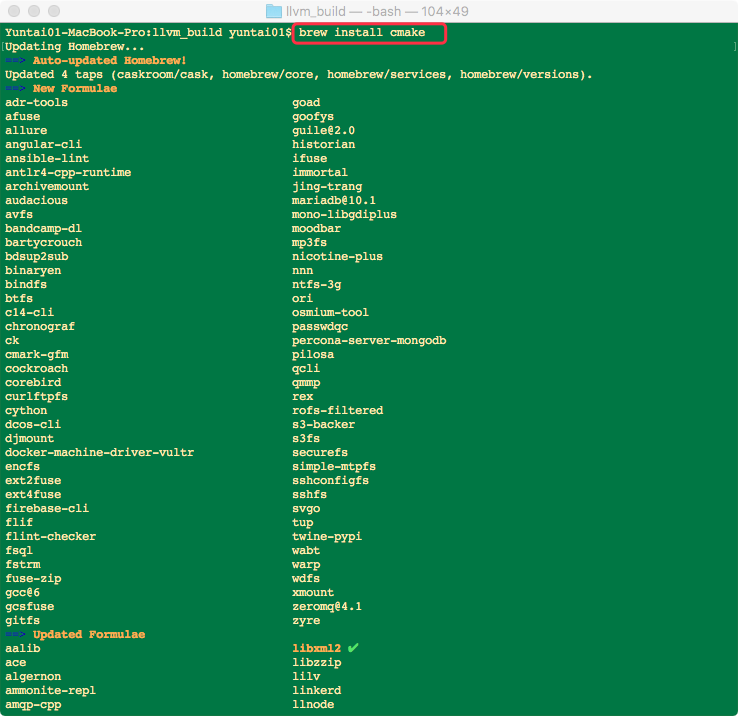 llvm_build — -bash — 104×49
Yuntai01-MacBook-Pro:llvm_build yuntai01$ brew install cmake
Updating Homebrew...
==> Auto-updated Homebrew!
Updated 4 taps (caskroom/cask, homebrew/core, homebrew/services, homebrew/versions).
==> New Formulae
adr-tools goad
afuse goofys
allure guile@2.0
angular-cli historian
ansible-lint ifuse
antlr4-cpp-runtime immortal
archivemount jing-trang
audacious mariadb@10.1
avfs mono-libgdiplus
bandcamp-dl moodbar
bartycrouch mp3fs
bdsup2sub nicotine-plus
binaryen nnn
bindfs ntfs-3g
btfs ori
c14-cli osmium-tool
chronograf passwdqc
ck percona-server-mongodb
cmark-gfm pilosa
cockroach qcli
corebird qmmp
curlftpfs rex
cython rofs-filtered
dcos-cli s3-backer
djmount s3fs
docker-machine-driver-vultr securefs
encfs simple-mtpfs
ext2fuse sshconfigfs
ext4fuse sshfs
firebase-cli svgo
flif tup
flint-checker twine-pypi
fsql wabt
fstrm warp
fuse-zip wdfs
gcc@6 xmount
gcsfuse zeromq@4.1
gitfs zyre
==> Updated Formulae
aalib libxml2 ✔
ace libzzip
algernon lilv
ammonite-repl linkerd
amqp-cpp llnode